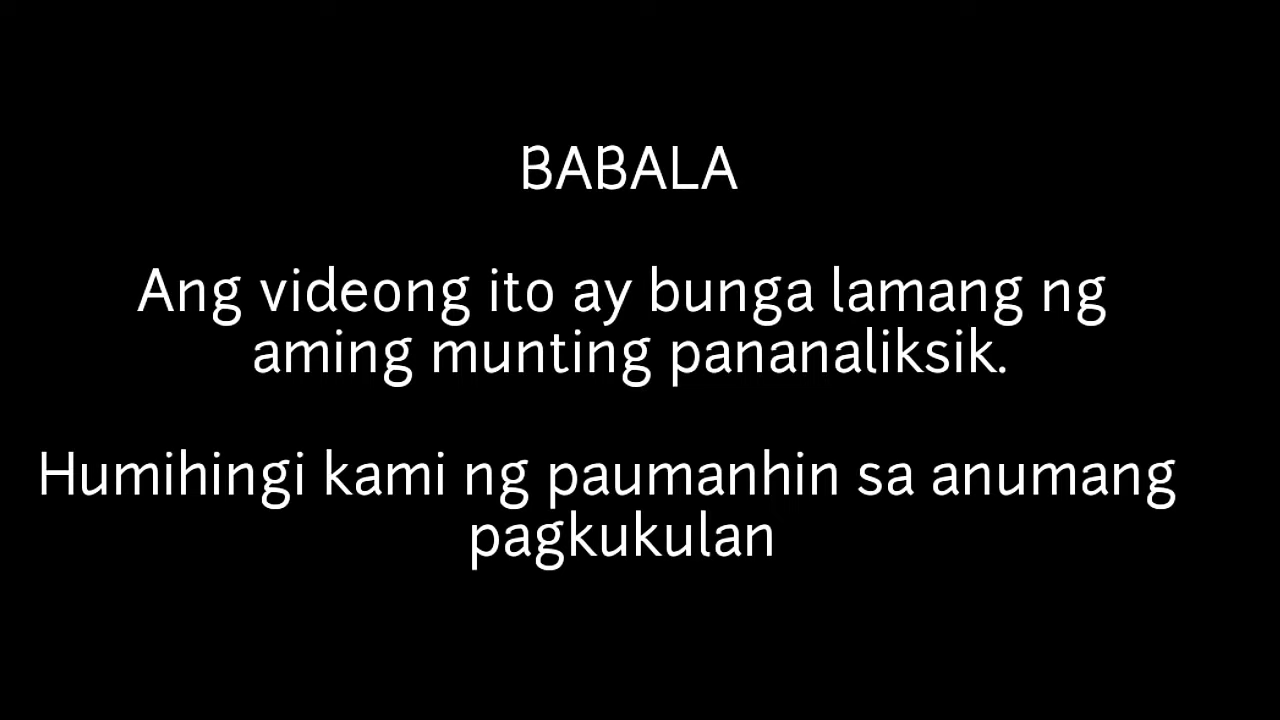 BABALA
Ang videong ito ay bunga lamang ng
aming munting pananaliksik.
Humihingi kami ng paumanhin sa anumang
pagkukulan